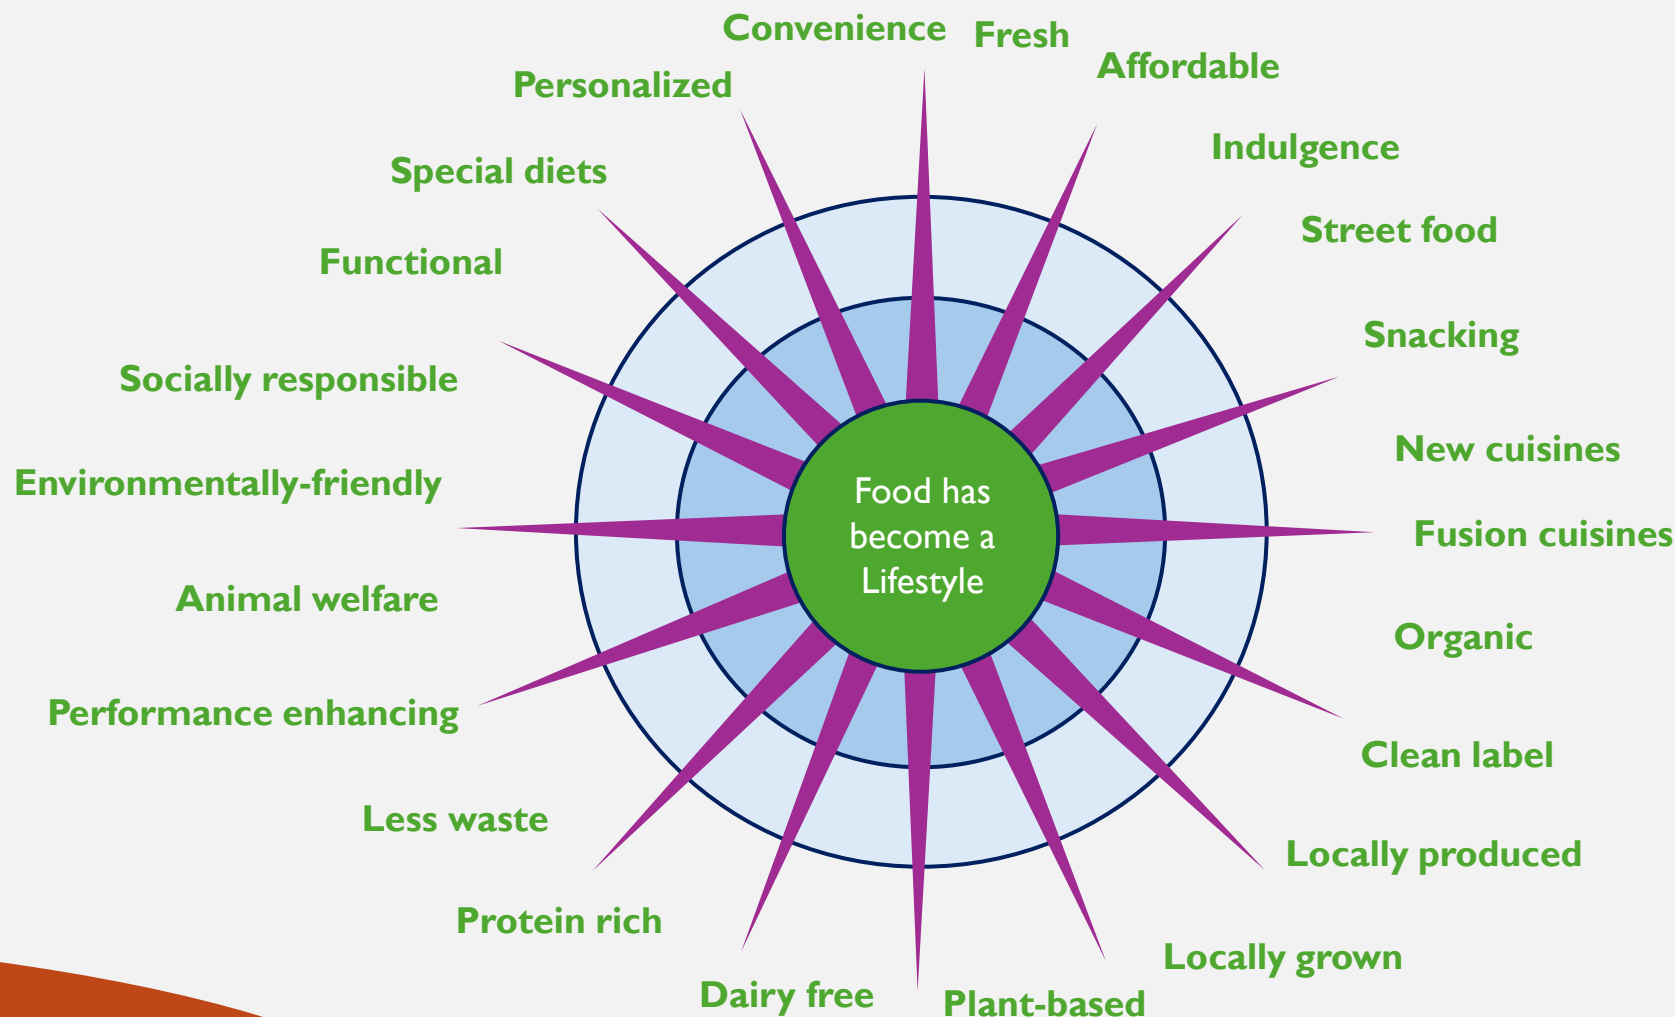 Convenience
Fresh
Affordable
Personalized
Indulgence
Special diets
Street food
Functional
Snacking
Socially responsible
New cuisines
Environmentally-friendly
Food has
become a
Lifestyle
Fusion cuisines
Animal welfare
Organic
Performance enhancing
Clean label
Less waste
Locally produced
Protein rich
Locally grown
Dairy free
Plant-based